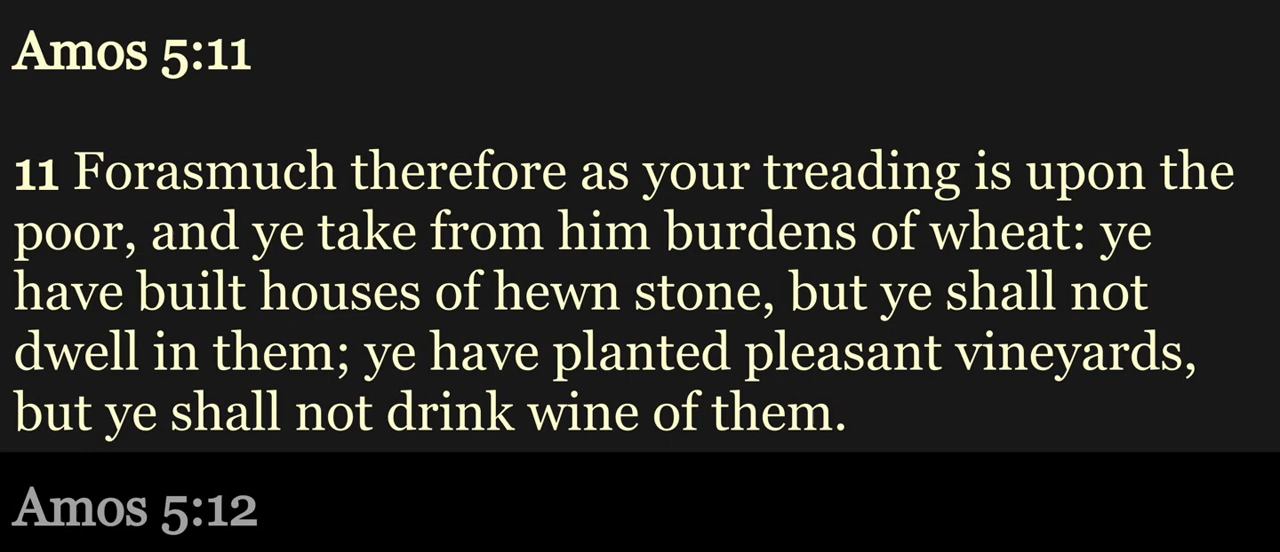 Amos 5:11
11 Forasmuch therefore as your treading is upon the
poor, and ye take from him burdens of wheat: ye
have built houses of hewn stone, but ye shall not
dwell in them; ye have planted pleasant vineyards,
but ye shall not drink wine of them.
Amos 5:12